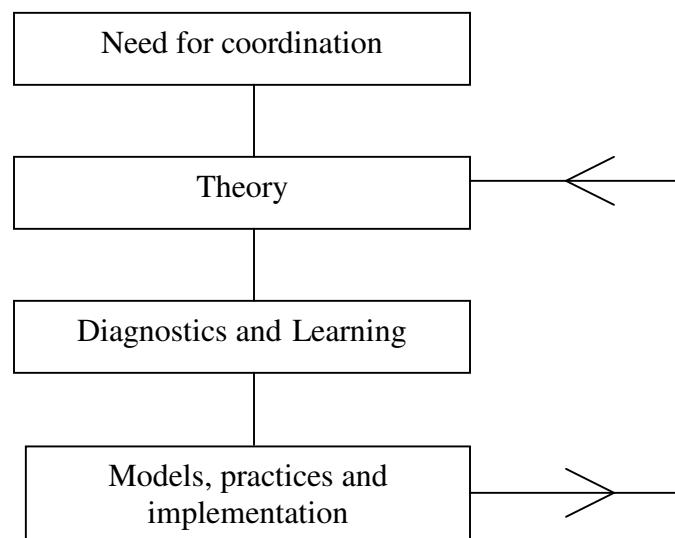 Need for coordination
Theory
Diagnostics and Learning
Models, practices and
implementation